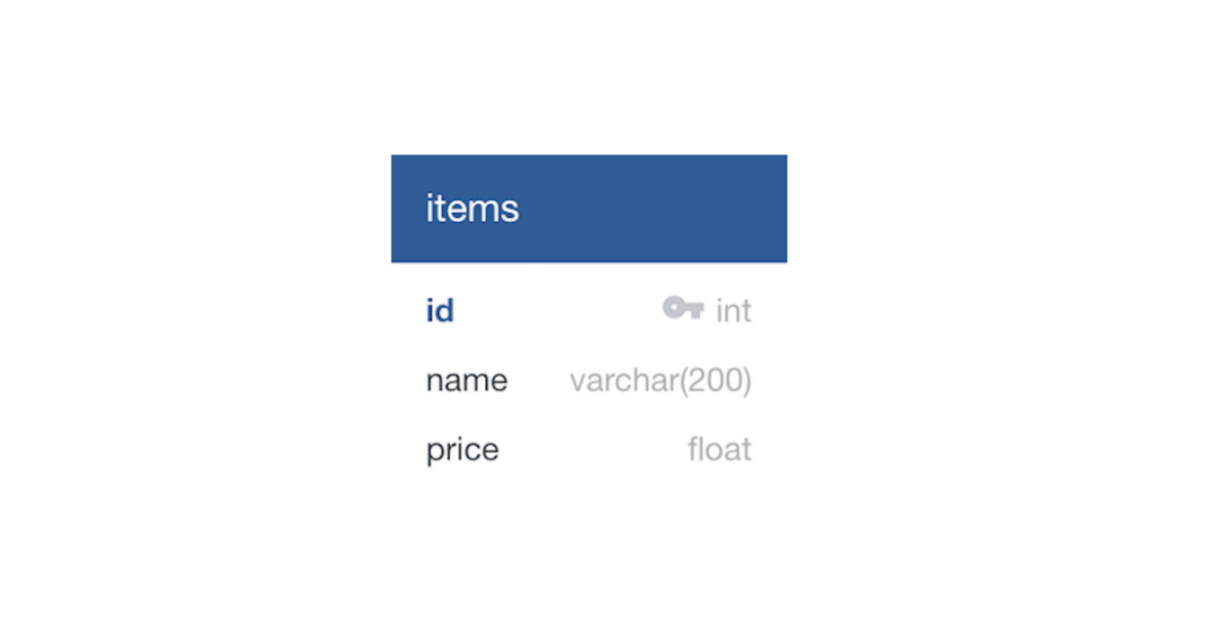 items
id int
name varchar(200)
price float